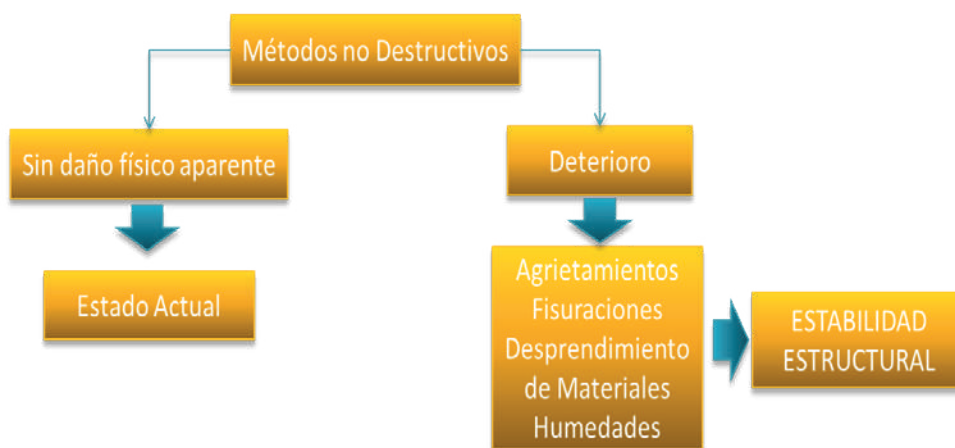 Métodos no Destructivos
Sin daño físico aparente
Deterioro
Estado Actual
Agrietamientos
Fisuraciones
Desprendimiento
de Materiales
Humedades
ESTABILIDAD
ESTRUCTURAL